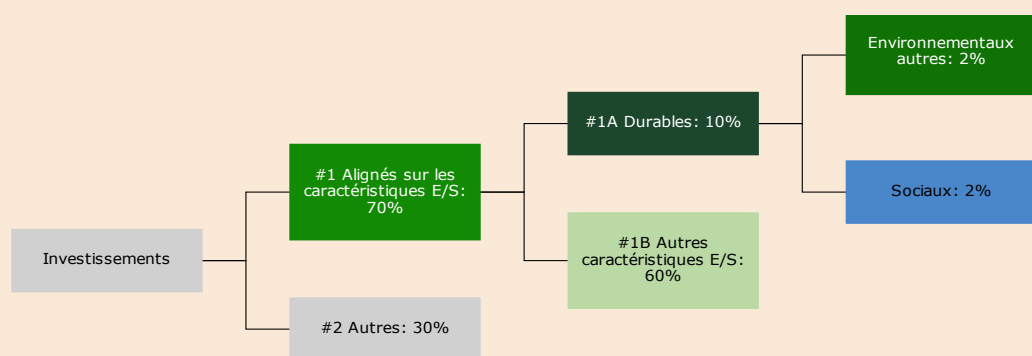 Investissements
#1 Alignés sur les
caractéristiques E/S:
70%
#2 Autres: 30%
#1A Durables: 10%
#1B Autres
caractéristiques E/S:
60%
Environnementaux
autres: 2%
Sociaux: 2%